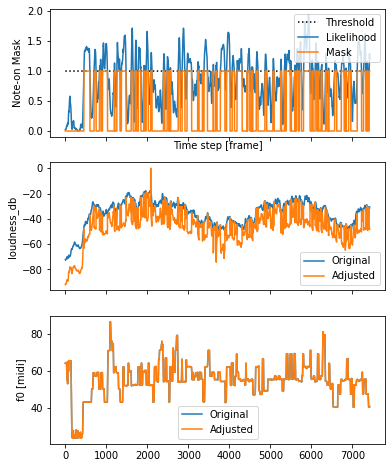 2.0
1.5
1.0
0.5
0.0
Note-on Mask
Threshold
Likelihood
Mask
Time step [frame]
0
−20
−40
−60
−80
loudness_db
Original
Adjusted
80
60
40
f0 [midi]
Original
Adjusted
0 1000 2000 3000 4000 5000 6000 7000